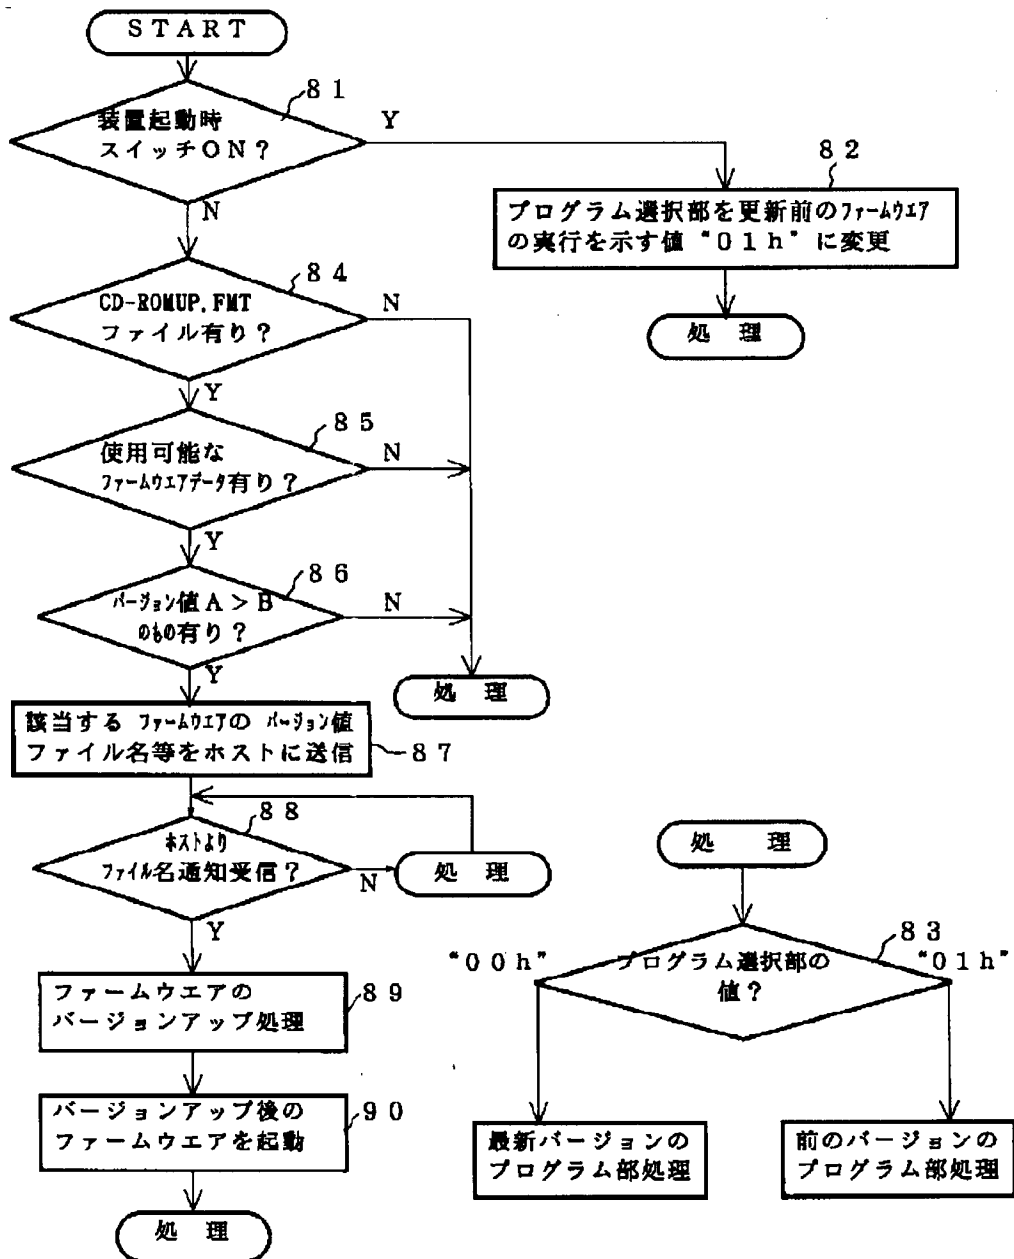 START
81
装置起動時
スイッチON?
Y
N
82
プログラム選択部を更新前のファームウエア
の実行を示す値“01h”に変更
処 理
84
CD-ROMUP.FMT
ファイル有り?
N
Y
85
使用可能な
ファームウエアデータ有り?
N
Y
86
バージョン値A>B
のもの有り?
N
Y
処 理
該当する ファームウエアの バージョン値
ファイル名等をホストに送信
87
88
ホストより
ファイル名通知受信?
N
処 理
Y
ファームウエアの
バージョンアップ処理
89
バージョンアップ後の
ファームウエアを起動
90
処 理
処 理
83
“00h”
プログラム選択部の
値?
“01h”
最新バージョンの
プログラム部処理
前のバージョンの
プログラム部処理